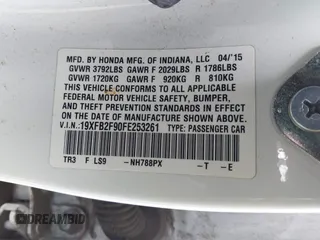 MFD. BY HONDA MFG. OF INDIANA, LLC 04/'15
GVWR 3792LBS GAWR F 2029LBS R 1786LBS
GVWR 1720KG GAWR F 920KG R 810KG
THIS VEHICLE CONFORMS TO ALL APPLICABLE
FEDERAL MOTOR VEHICLE SAFETY, BUMPER,
AND THEFT PREVENTION STANDARDS IN EFFECT
ON THE DATE OF MANUFACTURE SHOWN ABOVE.
V.I.N.: 19XFB2F90FE253261 TYPE: PASSENGER CAR
TR3 F LS9 -NH788PX -T -E
AUTOBIDMASTER